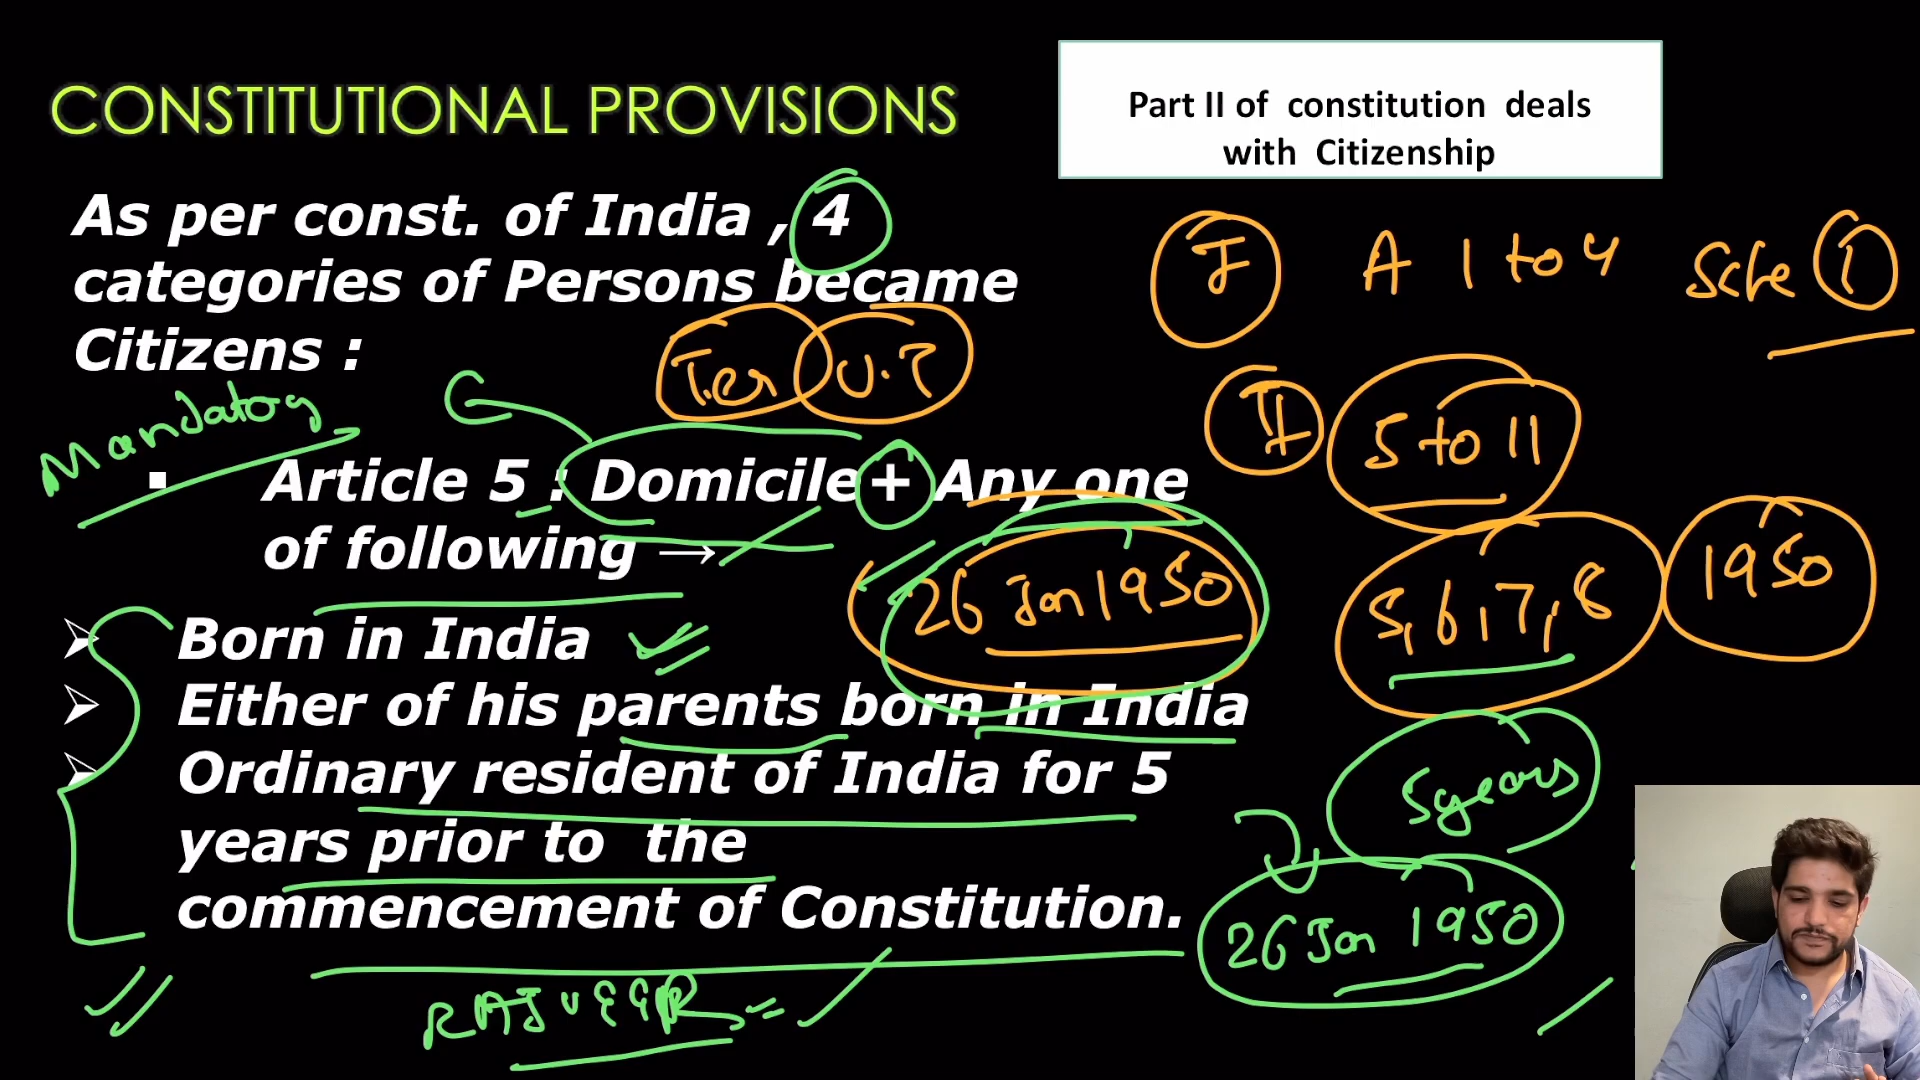 CONSTITUTIONAL PROVISIONS
Part II of constitution deals
with Citizenship
As per const. of India , 4
categories of Persons became
Citizens :
I A 1 to 4 Sche 1
Ter U.T
II 5 to 11
Mandatory
Article 5 : Domicile + Any one
of following →
26 Jan 1950
5, 6, 7, 8 1950
Born in India
Either of his parents born in India
Ordinary resident of India for 5
years prior to the
commencement of Constitution.
5 years
26 Jan 1950